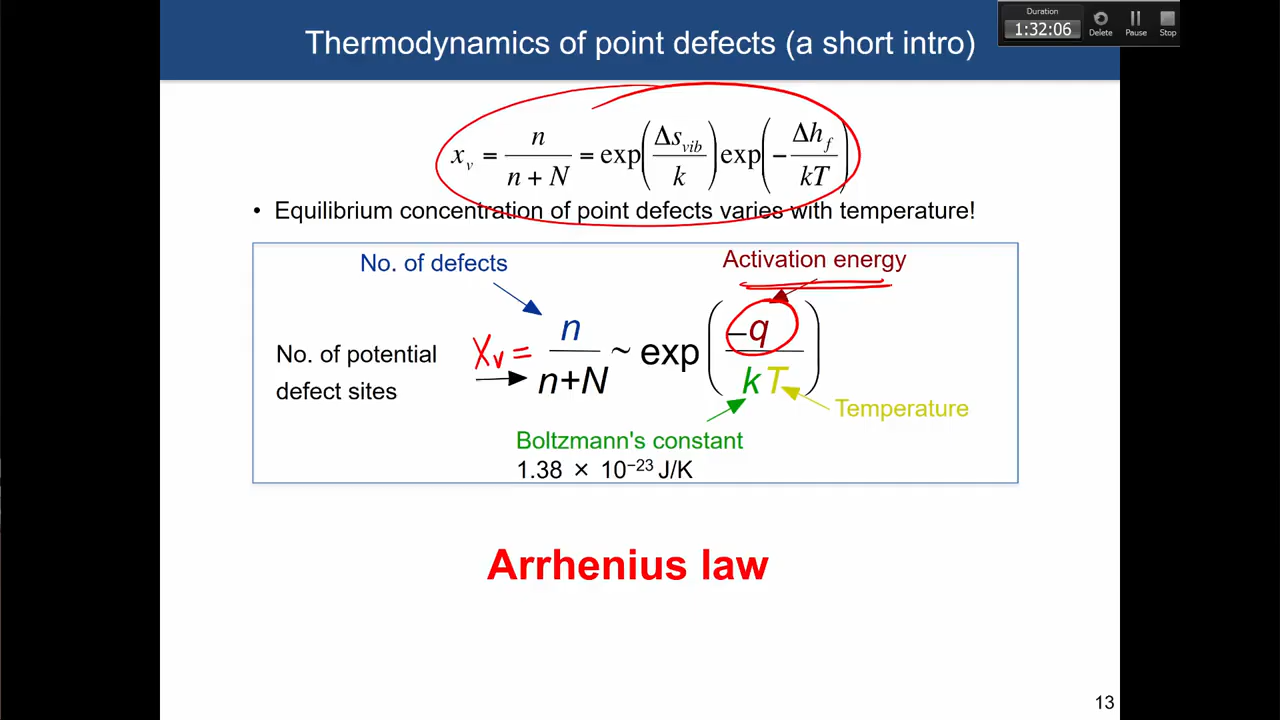 Duration
1:32:06
Delete Pause Stop
Thermodynamics of point defects (a short intro)
x_v = n / (n + N) = exp(Δs_vib / k) exp(− Δh_f / kT)
• Equilibrium concentration of point defects varies with temperature!
No. of defects
Activation energy
No. of potential
defect sites
X_v = n / (n+N) ~ exp(−q / kT)
Temperature
Boltzmann's constant
1.38 × 10⁻²³ J/K
Arrhenius law
13